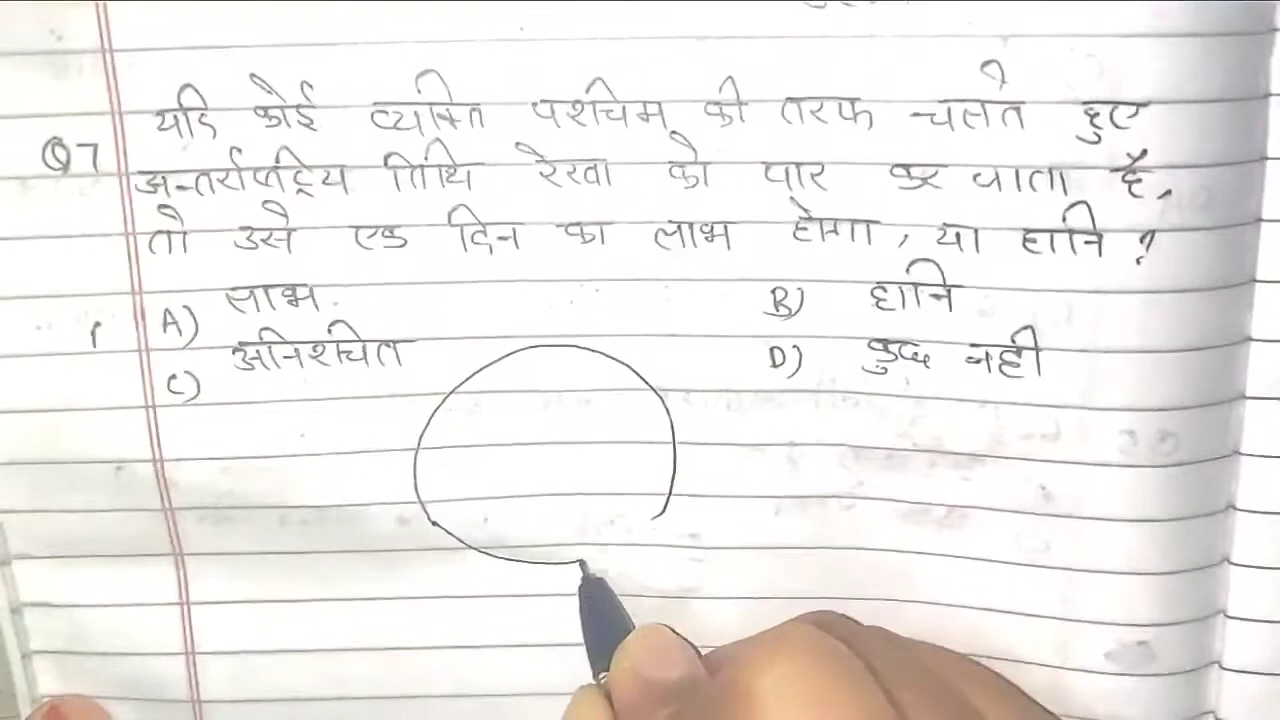 यदि कोई व्यक्ति पश्चिम की तरफ चलते हुए
Q7 अन्तर्राष्ट्रिय तिथि रेखा को पार कर जाता है,
तो उसे एक दिन का लाभ होगा, या हानि ?
A) लाभ B) हानि
C) अनिश्चित D) कुछ नही